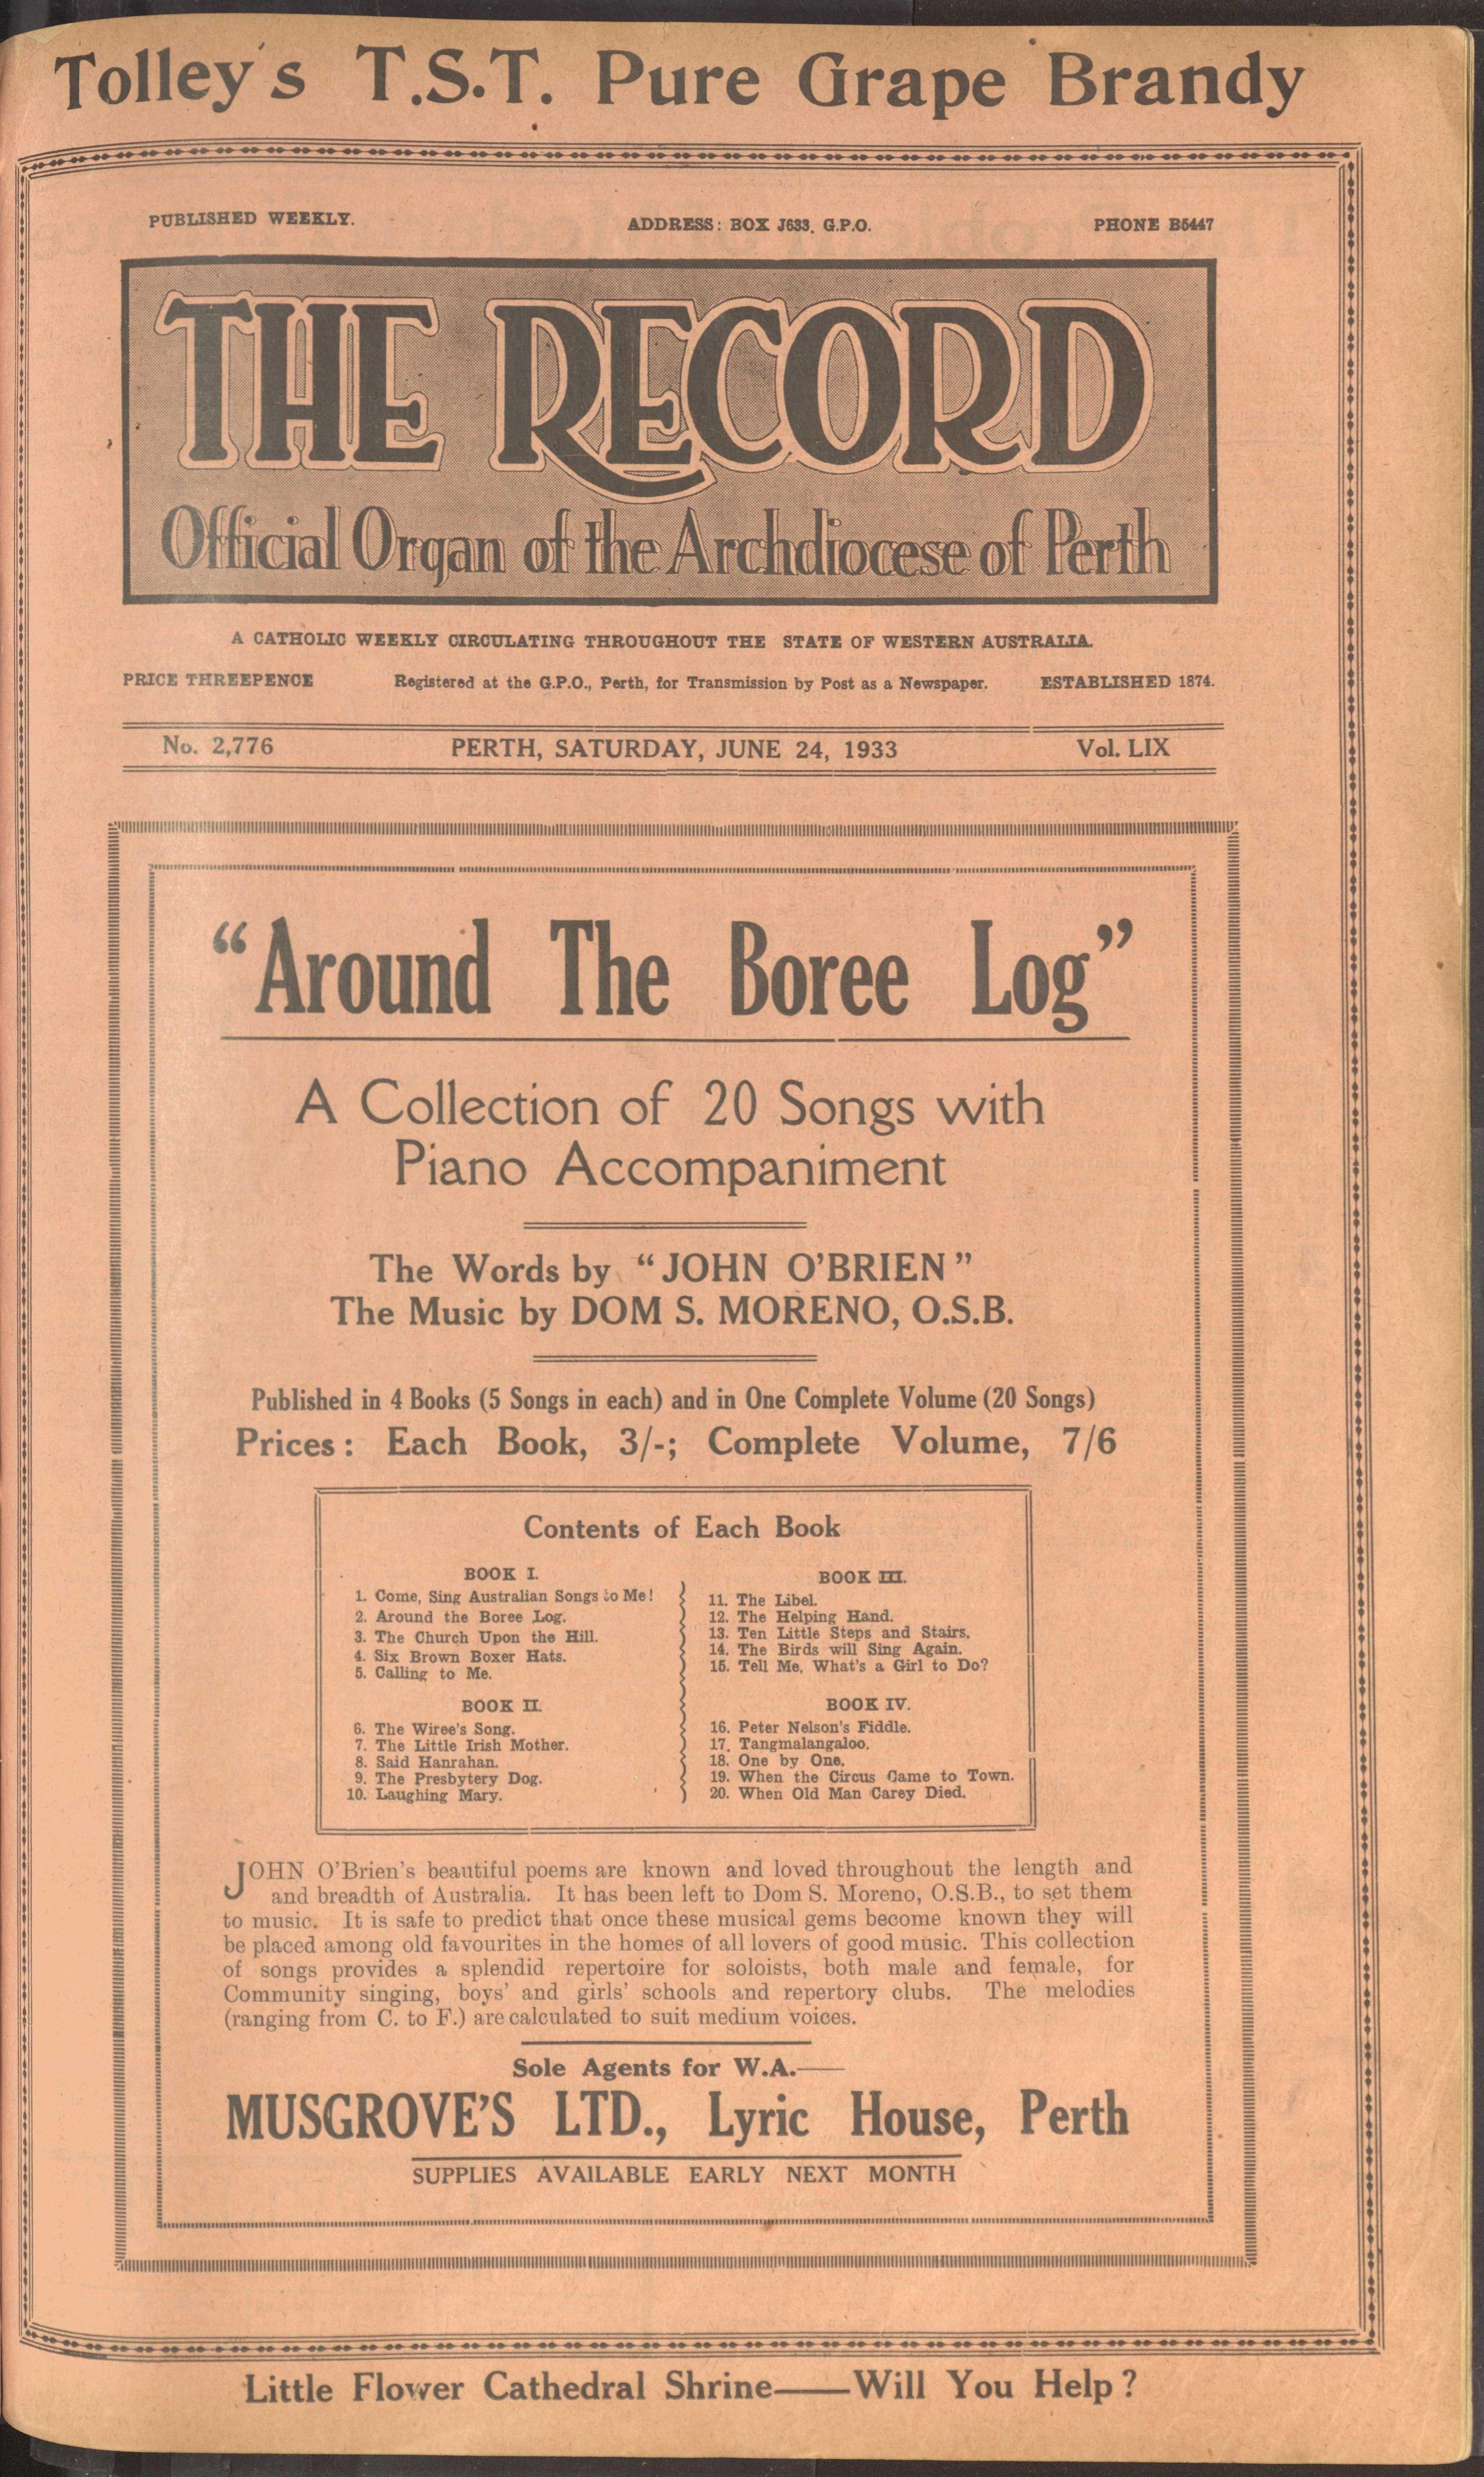 Tolley's T.S.T. Pure Grape Brandy
PUBLISHED WEEKLY. ADDRESS: BOX J633, G.P.O. PHONE B5447
THE RECORD
Official Organ of the Archdiocese of Perth
A CATHOLIC WEEKLY CIRCULATING THROUGHOUT THE STATE OF WESTERN AUSTRALIA.
PRICE THREEPENCE Registered at the G.P.O., Perth, for Transmission by Post as a Newspaper. ESTABLISHED 1874.
No. 2,776 PERTH, SATURDAY, JUNE 24, 1933 Vol. LIX
"Around The Boree Log"
A Collection of 20 Songs with
Piano Accompaniment
The Words by "JOHN O'BRIEN"
The Music by DOM S. MORENO, O.S.B.
Published in 4 Books (5 Songs in each) and in One Complete Volume (20 Songs)
Prices: Each Book, 3/-; Complete Volume, 7/6
Contents of Each Book
BOOK I.
1. Come, Sing Australian Songs to Me!
2. Around the Boree Log.
3. The Church Upon the Hill.
4. Six Brown Boxer Hats.
5. Calling to Me.
BOOK II.
6. The Wiree's Song.
7. The Little Irish Mother.
8. Said Hanrahan.
9. The Presbytery Dog.
10. Laughing Mary.
BOOK III.
11. The Libel.
12. The Helping Hand.
13. Ten Little Steps and Stairs.
14. The Birds will Sing Again.
15. Tell Me, What's a Girl to Do?
BOOK IV.
16. Peter Nelson's Fiddle.
17. Tangmalangaloo.
18. One by One.
19. When the Circus Came to Town.
20. When Old Man Carey Died.
JOHN O'Brien's beautiful poems are known and loved throughout the length and
and breadth of Australia. It has been left to Dom S. Moreno, O.S.B., to set them
to music. It is safe to predict that once these musical gems become known they will
be placed among old favourites in the homes of all lovers of good music. This collection
of songs provides a splendid repertoire for soloists, both male and female, for
Community singing, boys' and girls' schools and repertory clubs. The melodies
(ranging from C. to F.) are calculated to suit medium voices.
Sole Agents for W.A.—
MUSGROVE'S LTD., Lyric House, Perth
SUPPLIES AVAILABLE EARLY NEXT MONTH
Little Flower Cathedral Shrine——Will You Help?